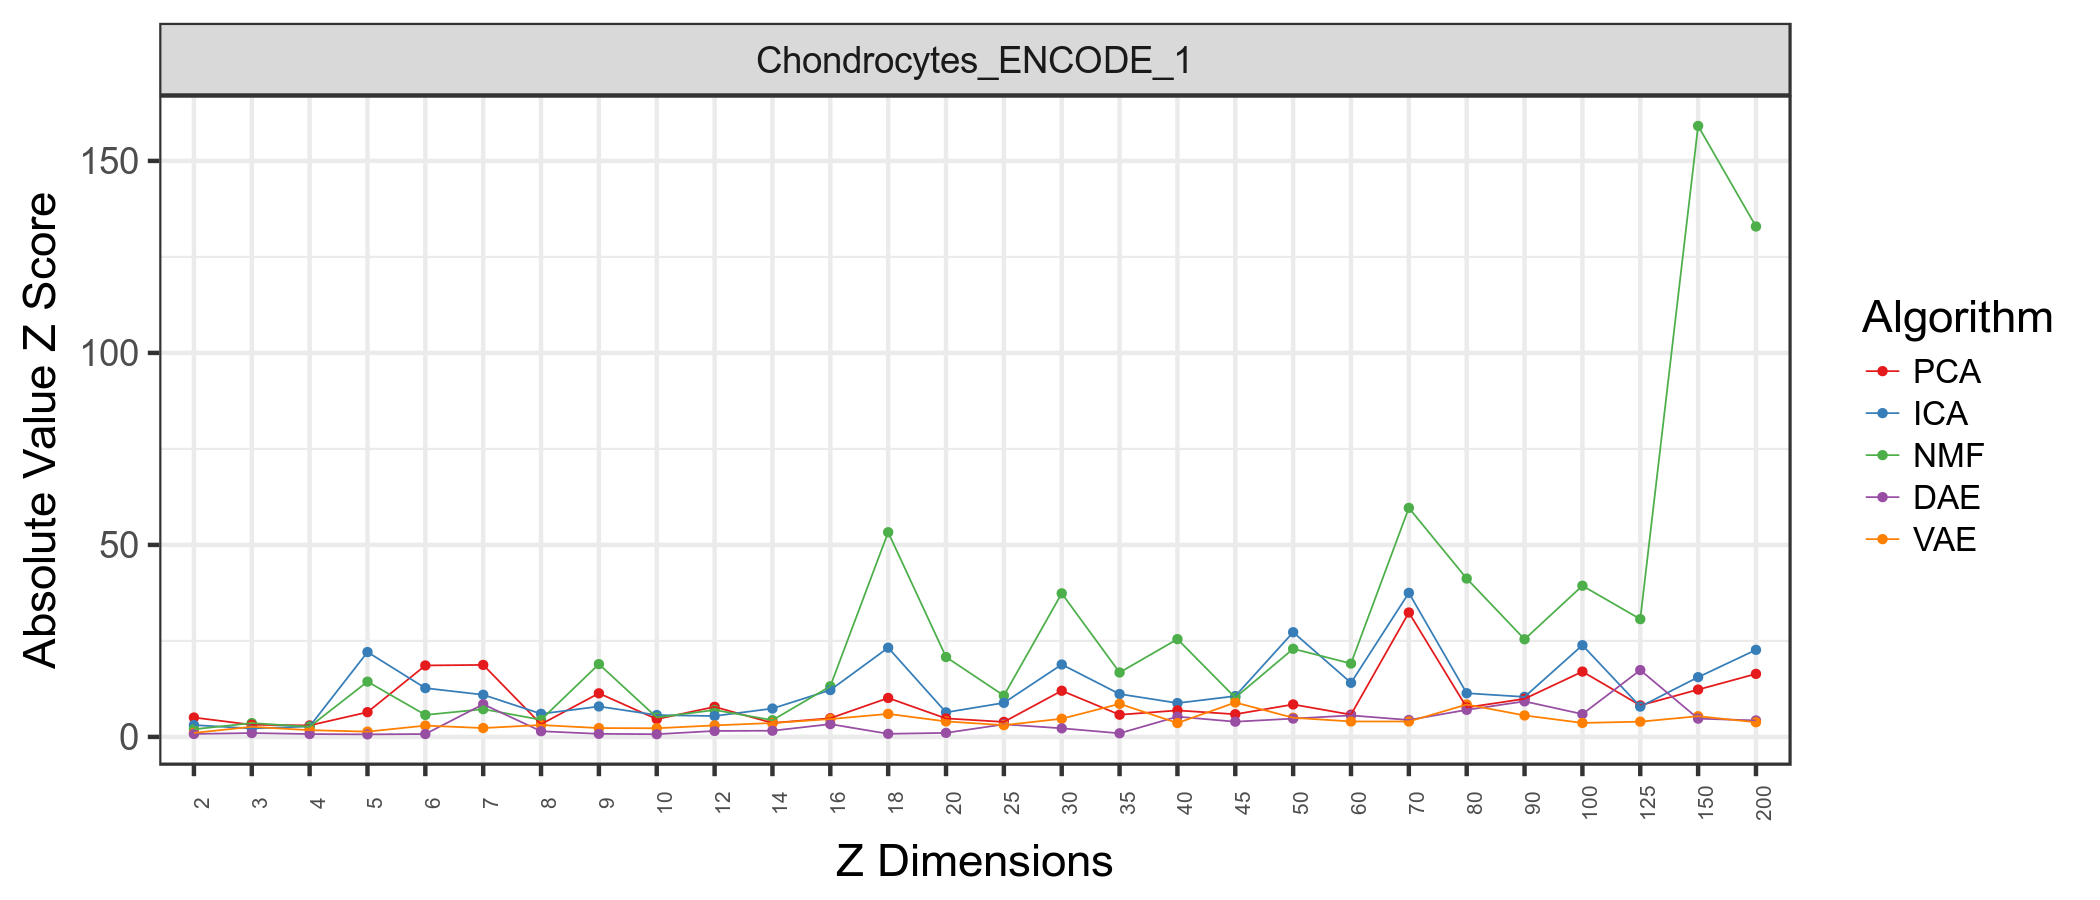 Chondrocytes_ENCODE_1
Absolute Value Z Score
150
100
50
0
2 3 4 5 6 7 8 9 10 12 14 16 18 20 25 30 35 40 45 50 60 70 80 90 100 125 150 200
Z Dimensions
Algorithm
PCA
ICA
NMF
DAE
VAE